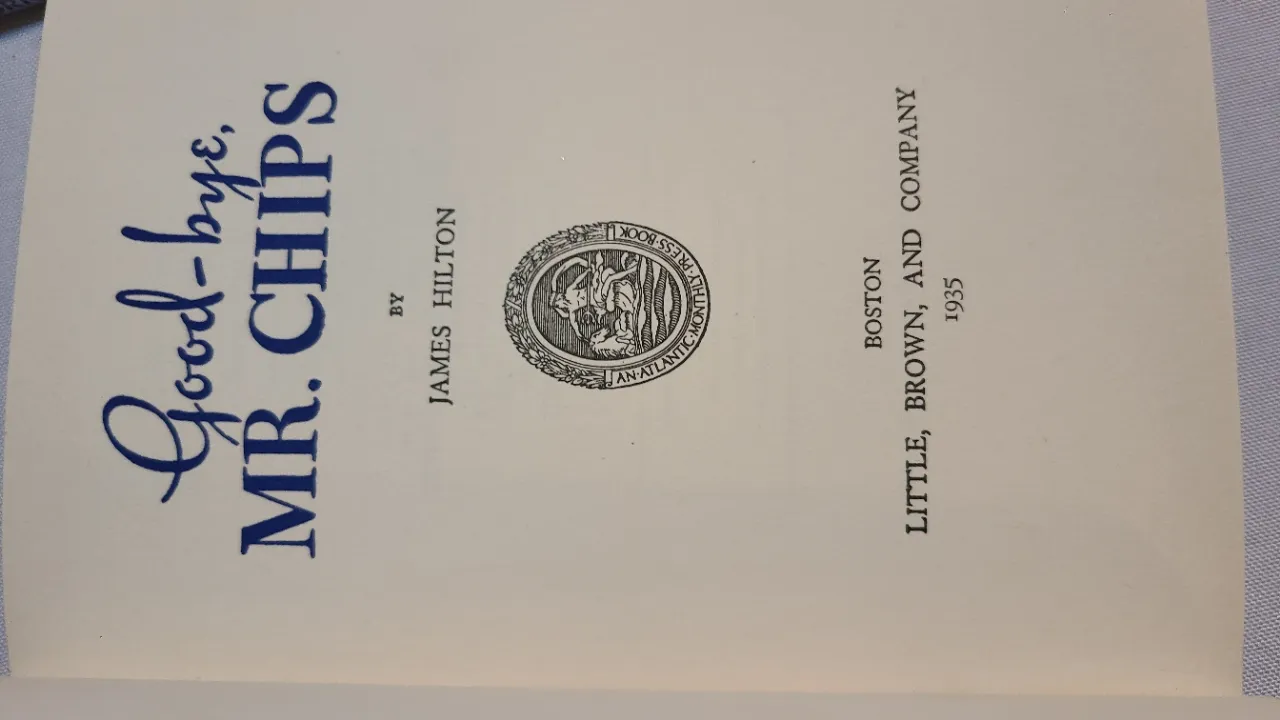 Good-bye,
MR. CHIPS
BY
JAMES HILTON
AN·ATLANTIC·MONTHLY·PRESS·BOOK
BOSTON
LITTLE, BROWN, AND COMPANY
1935